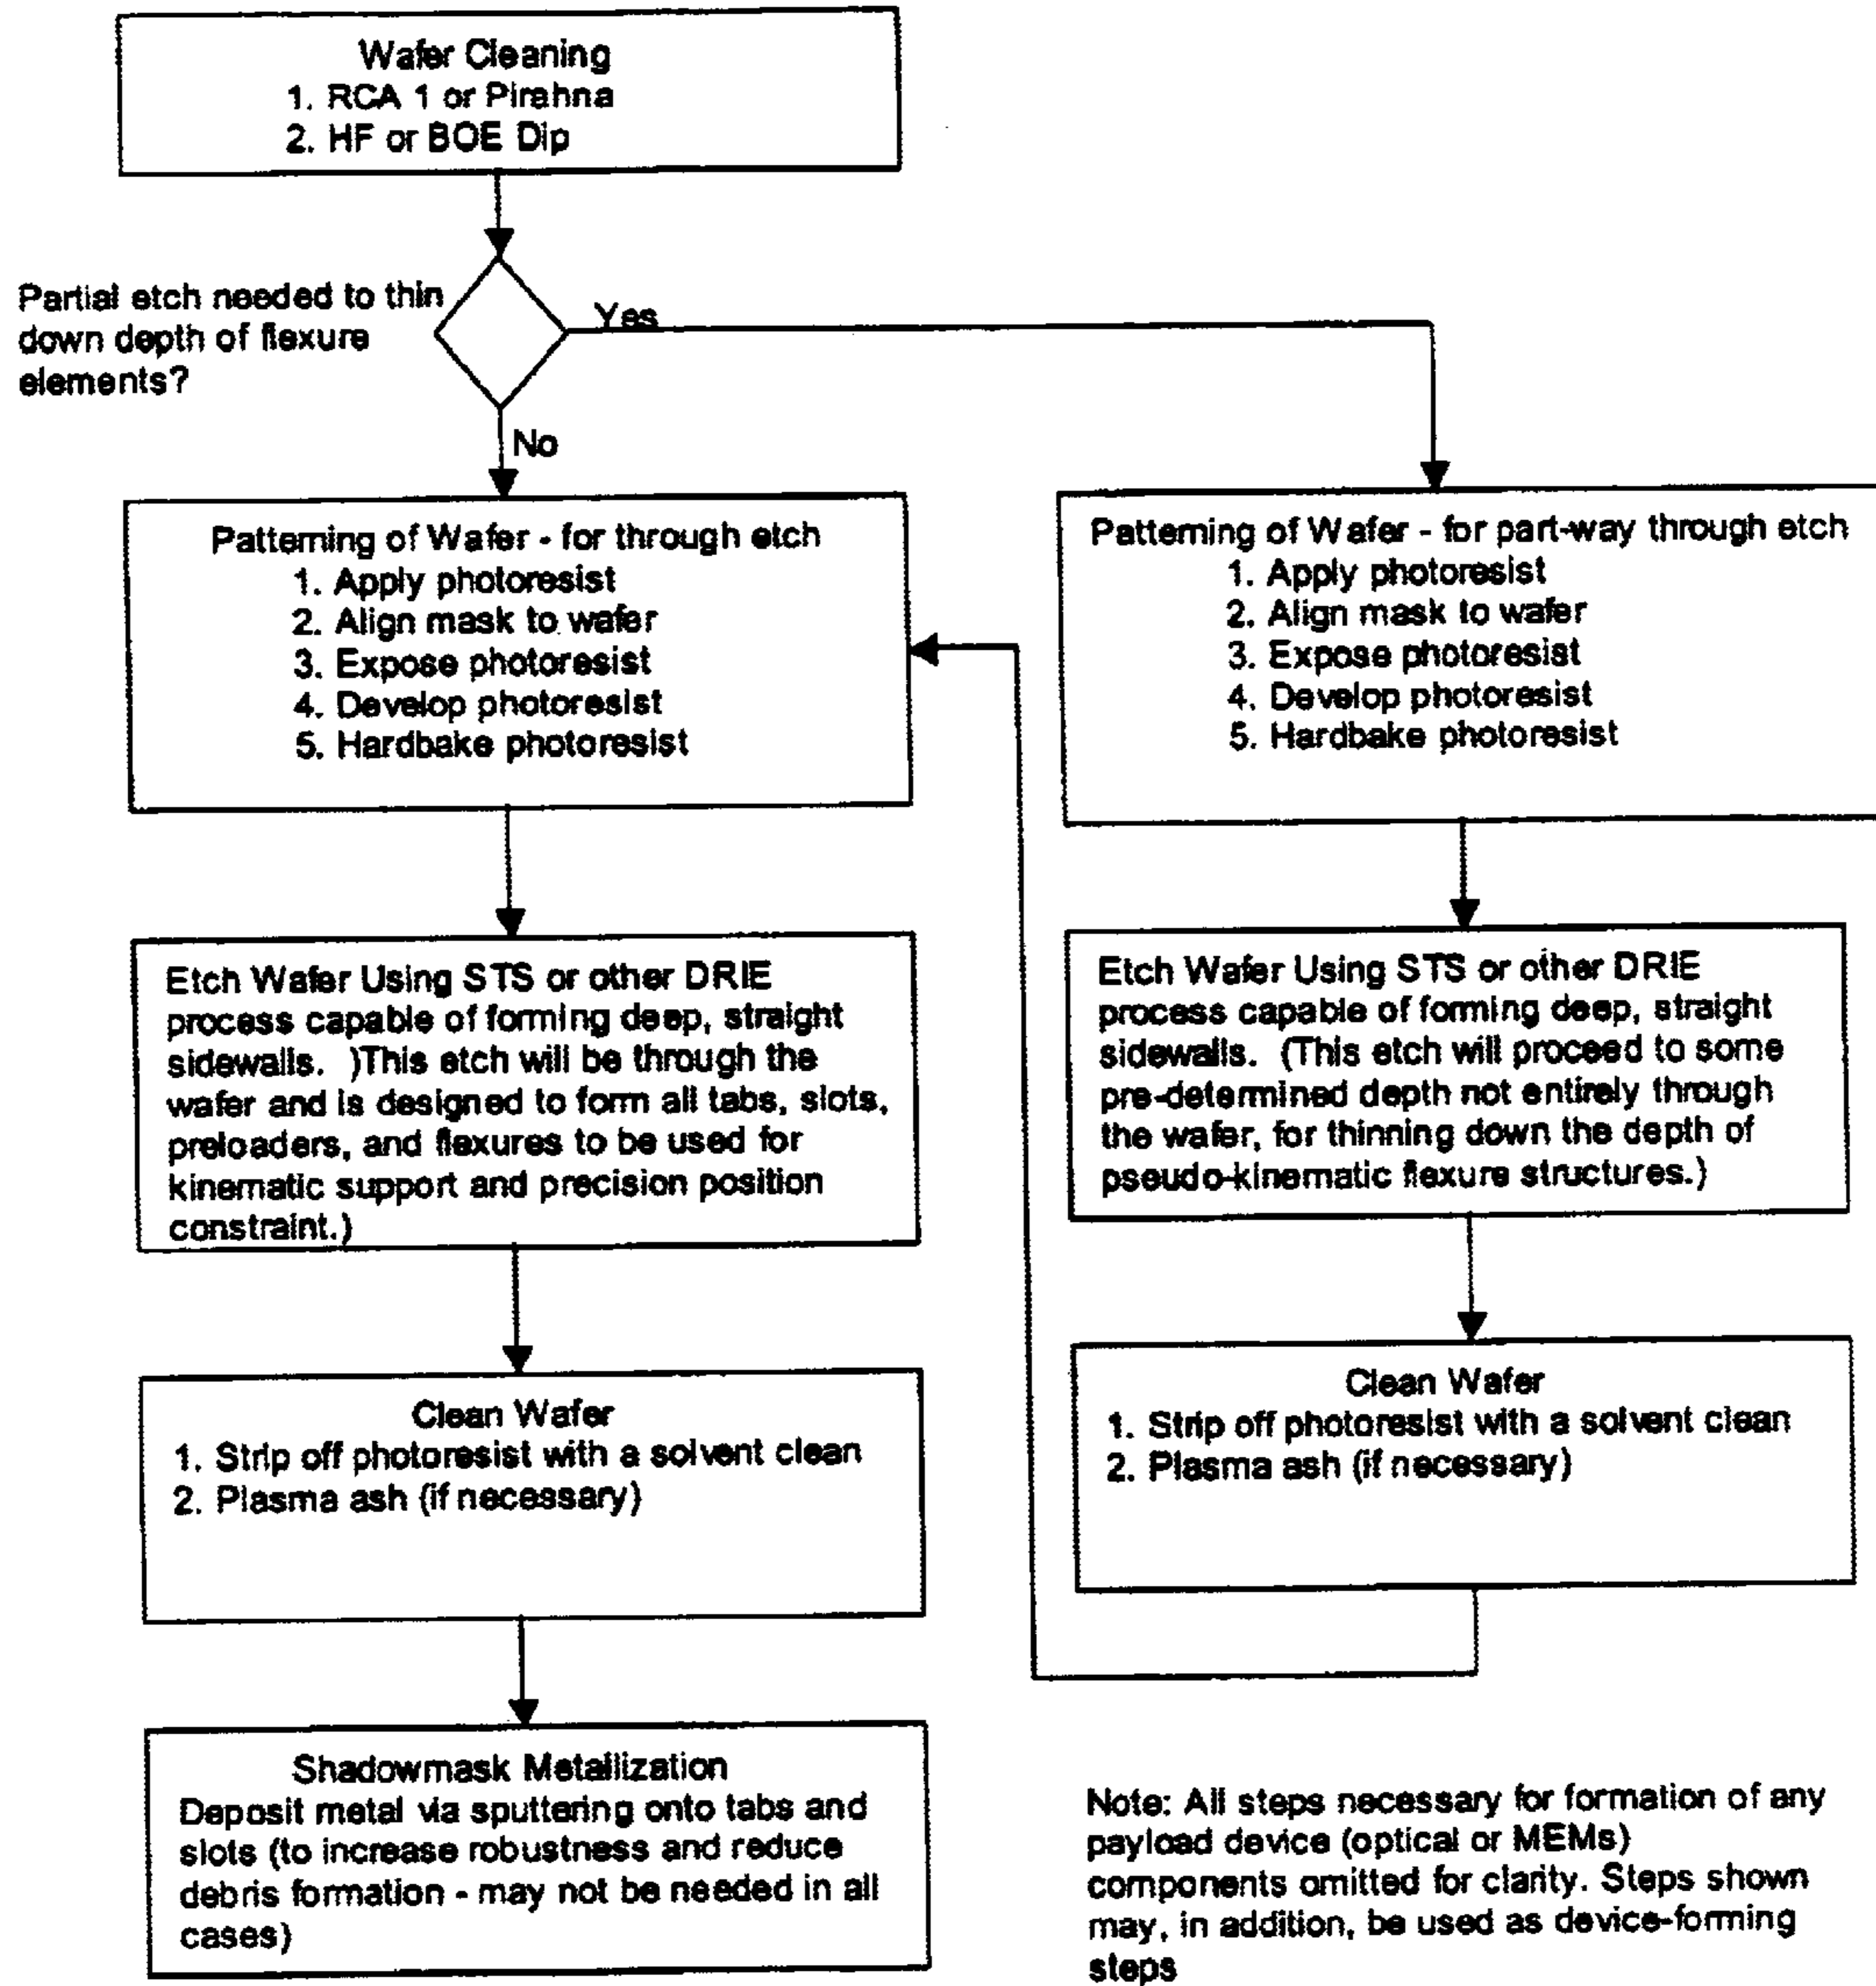 Wafer Cleaning
1. RCA 1 or Pirahna
2. HF or BOE Dip
Partial etch needed to thin
down depth of flexure
elements?
Yes
No
Patterning of Wafer - for through etch
1. Apply photoresist
2. Align mask to wafer
3. Expose photoresist
4. Develop photoresist
5. Hardbake photoresist
Patterning of Wafer - for part-way through etch
1. Apply photoresist
2. Align mask to wafer
3. Expose photoresist
4. Develop photoresist
5. Hardbake photoresist
Etch Wafer Using STS or other DRIE
process capable of forming deep, straight
sidewalls. )This etch will be through the
wafer and is designed to form all tabs, slots,
preloaders, and flexures to be used for
kinematic support and precision position
constraint.)
Etch Wafer Using STS or other DRIE
process capable of forming deep, straight
sidewalls. (This etch will proceed to some
pre-determined depth not entirely through
the wafer, for thinning down the depth of
pseudo-kinematic flexure structures.)
Clean Wafer
1. Strip off photoresist with a solvent clean
2. Plasma ash (if necessary)
Clean Wafer
1. Strip off photoresist with a solvent clean
2. Plasma ash (if necessary)
Shadowmask Metallization
Deposit metal via sputtering onto tabs and
slots (to increase robustness and reduce
debris formation - may not be needed in all
cases)
Note: All steps necessary for formation of any
payload device (optical or MEMs)
components omitted for clarity. Steps shown
may, in addition, be used as device-forming
steps